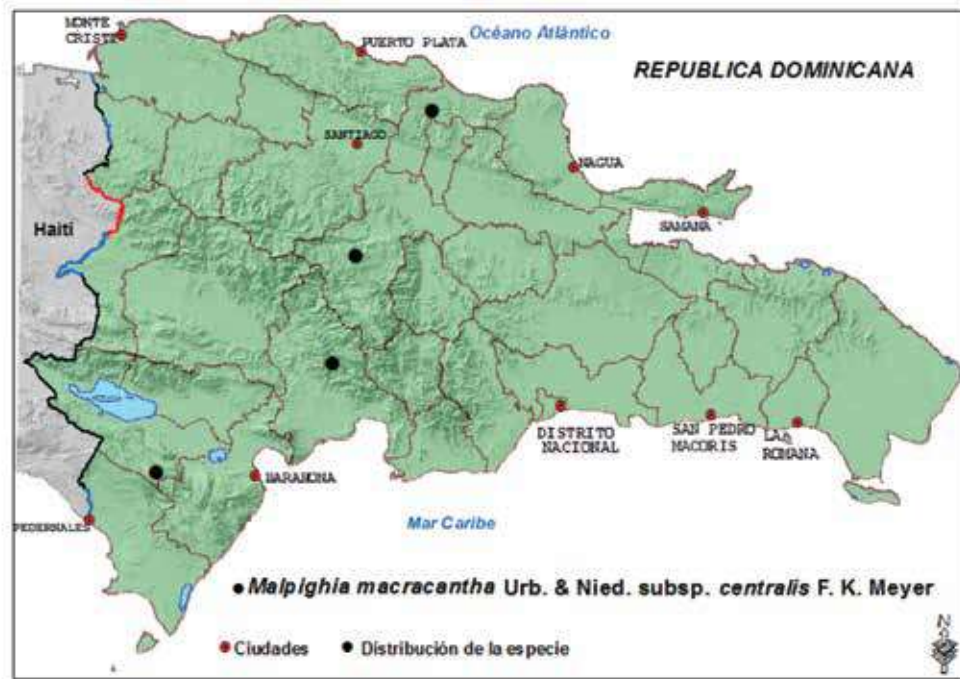 MONTE
CRISTI
PUERTO PLATA
Océano Atlántico
REPUBLICA DOMINICANA
SANTIAGO
NAGUA
SAMANA
Haití
DISTRITO
NACIONAL
SAN PEDRO
MACORIS
LA
ROMANA
BARAHONA
PEDERNALES
Mar Caribe
Malpighia macracantha Urb. & Nied. subsp. centralis F. K. Meyer
Ciudades
Distribución de la especie
N